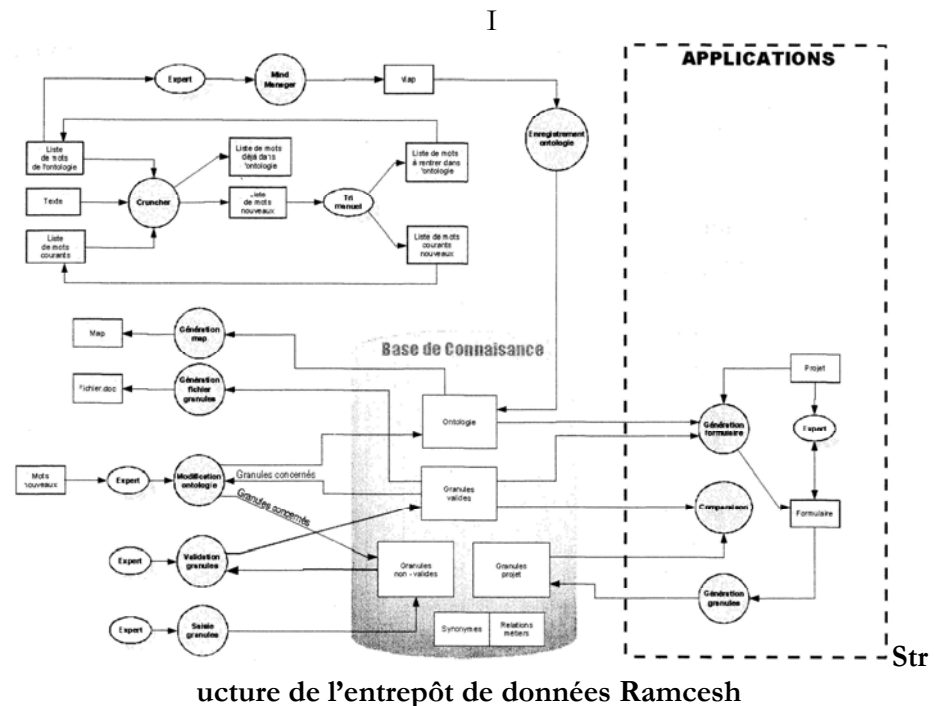 I
APPLICATIONS
Expert
Mind
Manager
Map
Enregistrement
ontologie
Liste
de mots
de l'ontologie
Liste de mots
déjà dans
l'ontologie
Liste de mots
à rentrer dans
l'ontologie
Texte
Cruncher
Liste
de mots
nouveaux
Tri
manuel
Liste
de mots
courants
Liste de mots
courants
nouveaux
Map
Génération
map
Base de Connaisance
Fichier.doc
Génération
fichier
granules
Projet
Ontologie
Génération
formulaire
Expert
Mots
nouveaux
Expert
Modification
ontologie
Granules concernés
Granules concernés
Granules
valides
Comparaison
Formulaire
Expert
Validation
granules
Granules
non - valides
Granules
projet
Génération
granules
Expert
Saisie
granules
Synonymes
Relations
métiers
Str
ucture de l'entrepôt de données Ramcesh